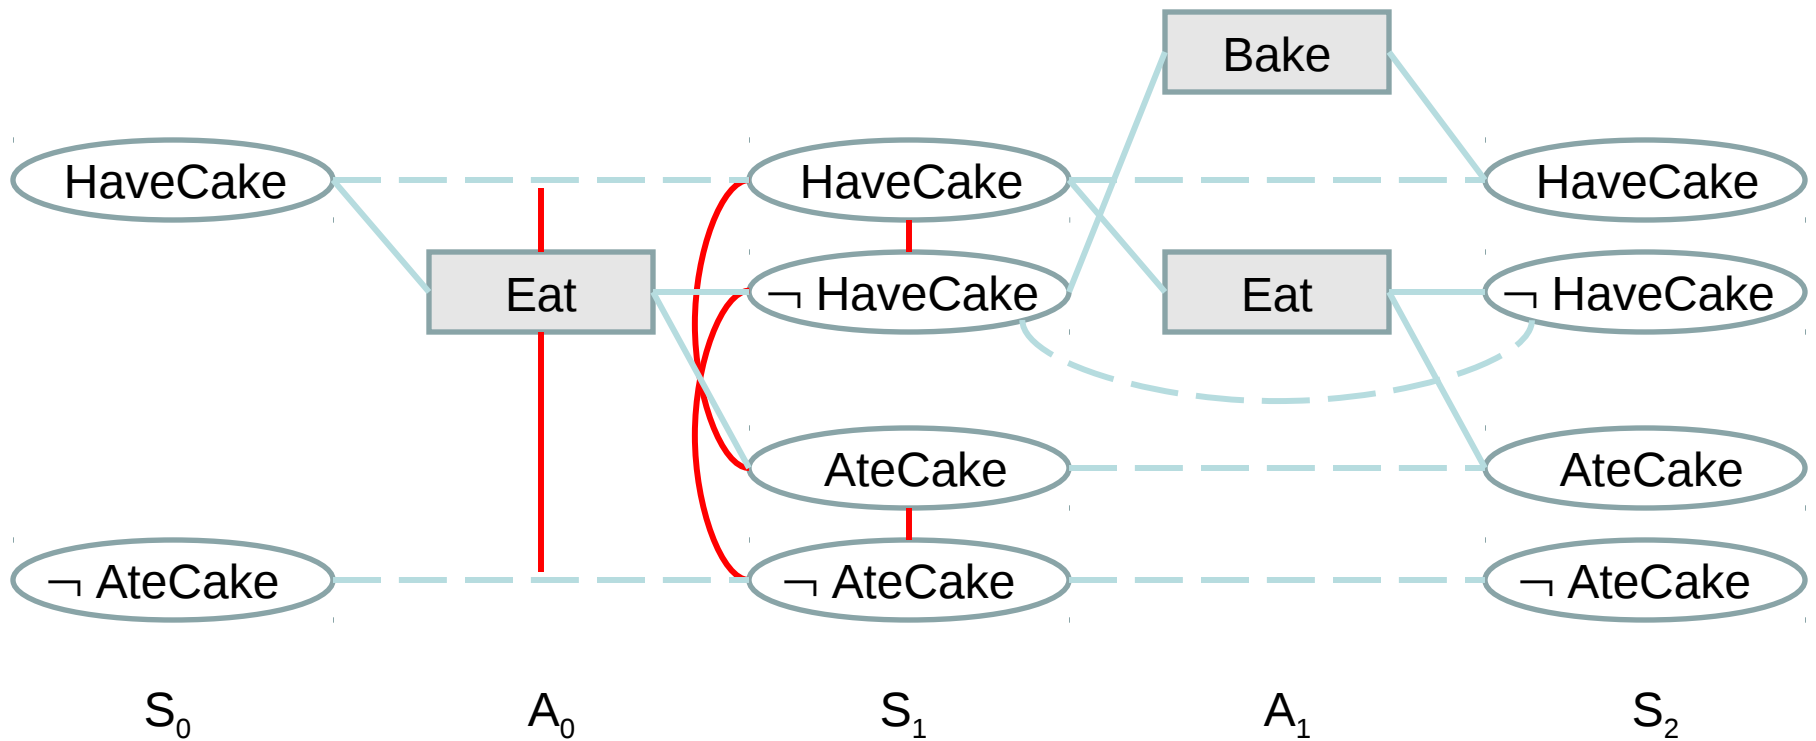 Bake
HaveCake
HaveCake
HaveCake
Eat
¬ HaveCake
Eat
¬ HaveCake
AteCake
AteCake
¬ AteCake
¬ AteCake
¬ AteCake
S0
A0
S1
A1
S2